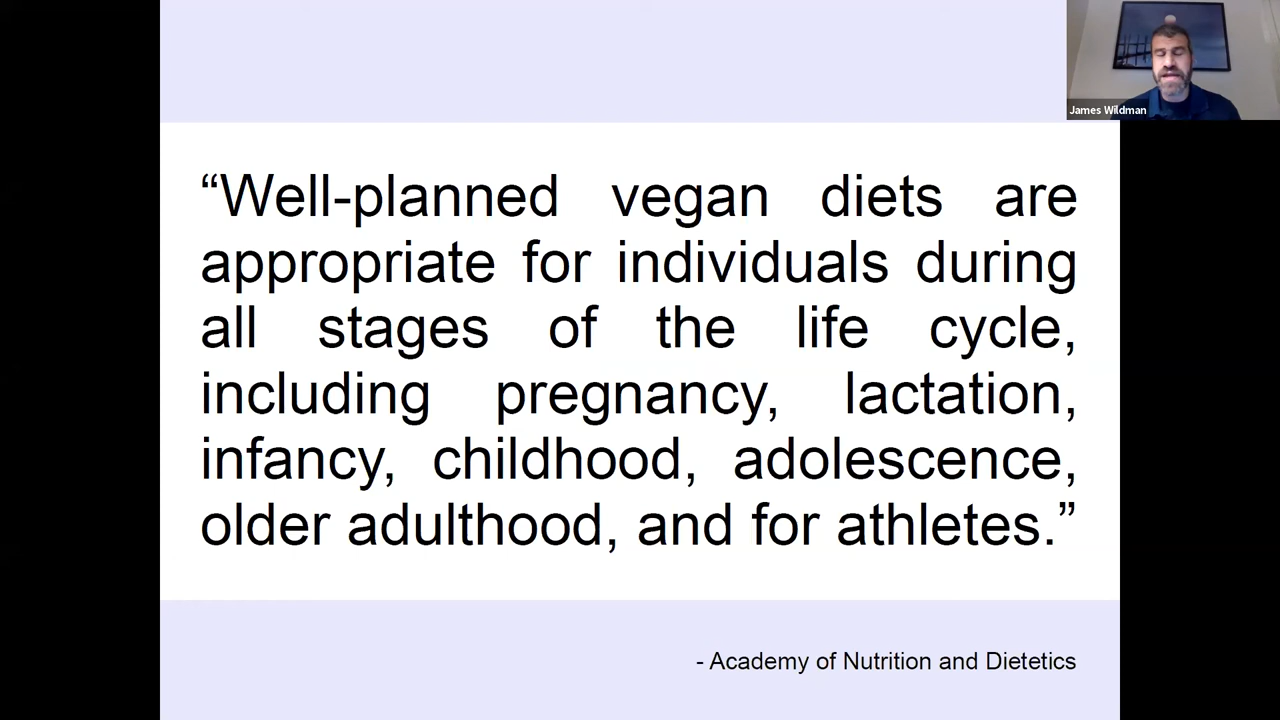 James Wildman
“Well-planned vegan diets are
appropriate for individuals during
all stages of the life cycle,
including pregnancy, lactation,
infancy, childhood, adolescence,
older adulthood, and for athletes.”
- Academy of Nutrition and Dietetics